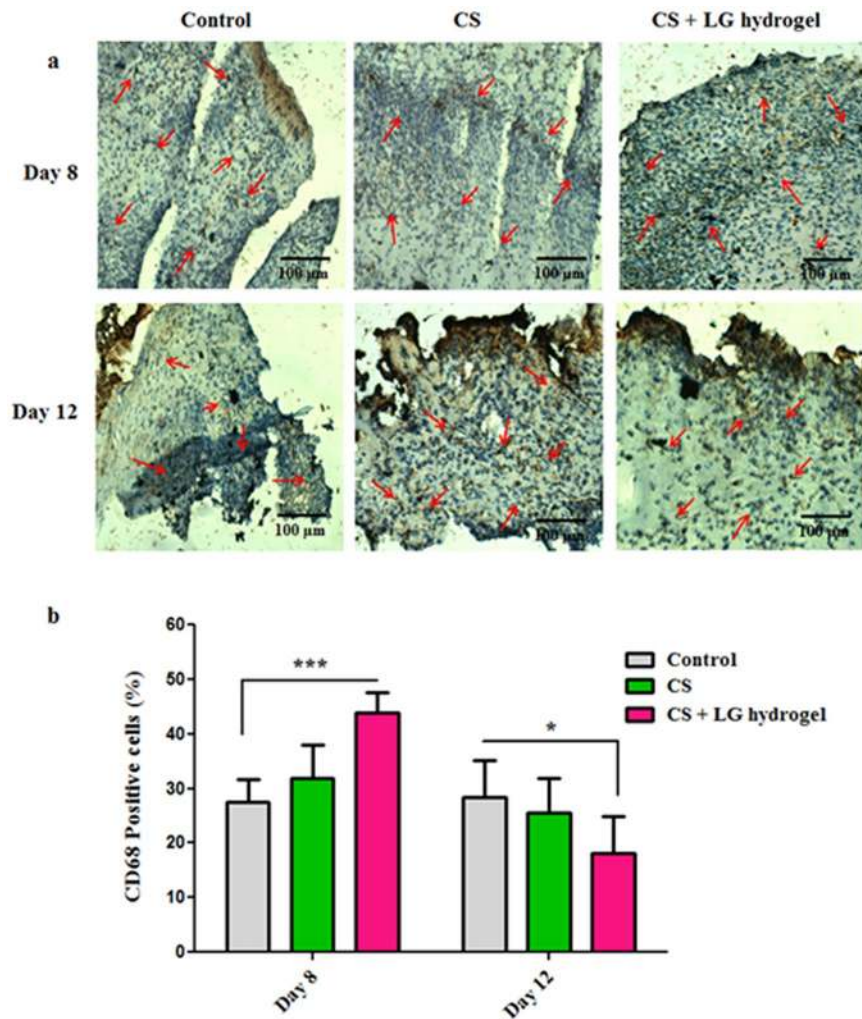 Control CS CS + LG hydrogel
a
Day 8
100 µm 100 µm 100 µm
Day 12
100 µm 100 µm 100 µm
b
CD68 Positive cells (%)
60
50
40
30
20
10
0
***
*
Control
CS
CS + LG hydrogel
Day 8 Day 12